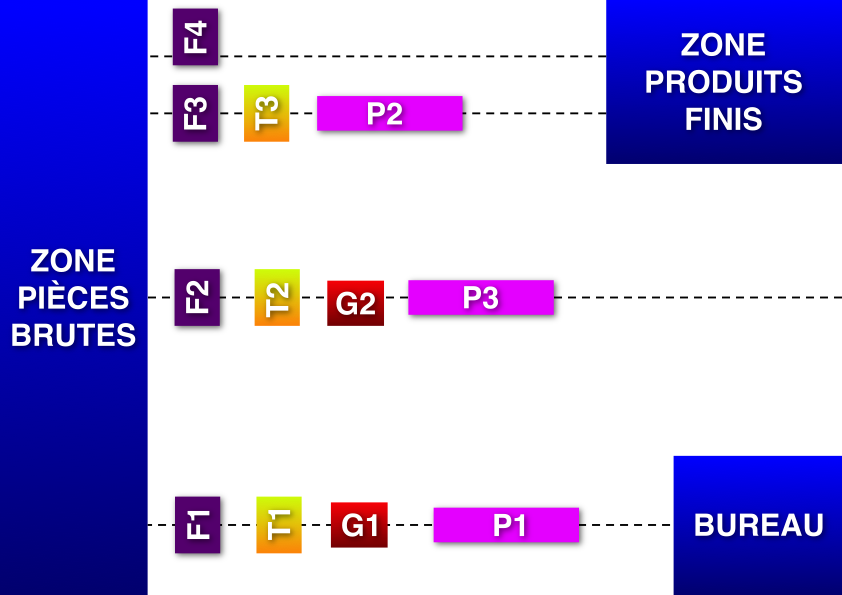 F4
ZONE
PRODUITS
FINIS
F3
T3
P2
ZONE
PIÈCES
BRUTES
F2
T2
G2
P3
F1
T1
G1
P1
BUREAU